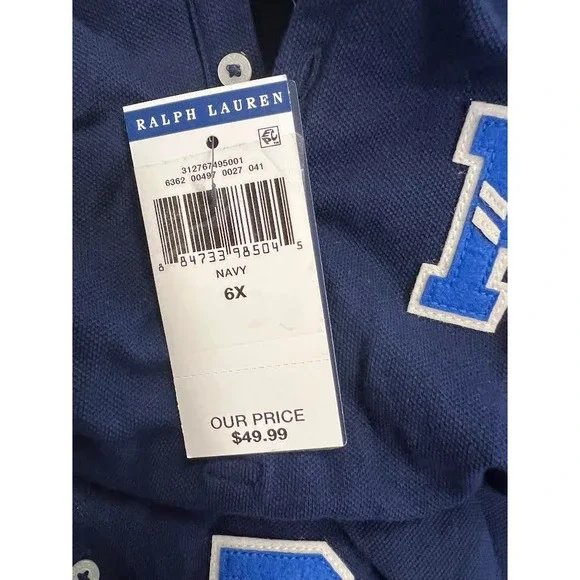 RALPH LAUREN
312767495001
6362 00497 0027 041
8 84733 98504 5
NAVY
6X
OUR PRICE
$49.99